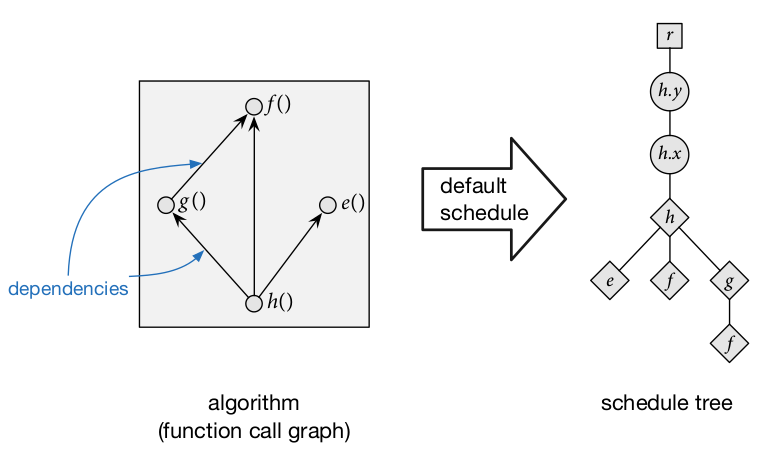 f()
g()
e()
h()
dependencies
algorithm
(function call graph)
default
schedule
r
h.y
h.x
h
e
f
g
f
schedule tree